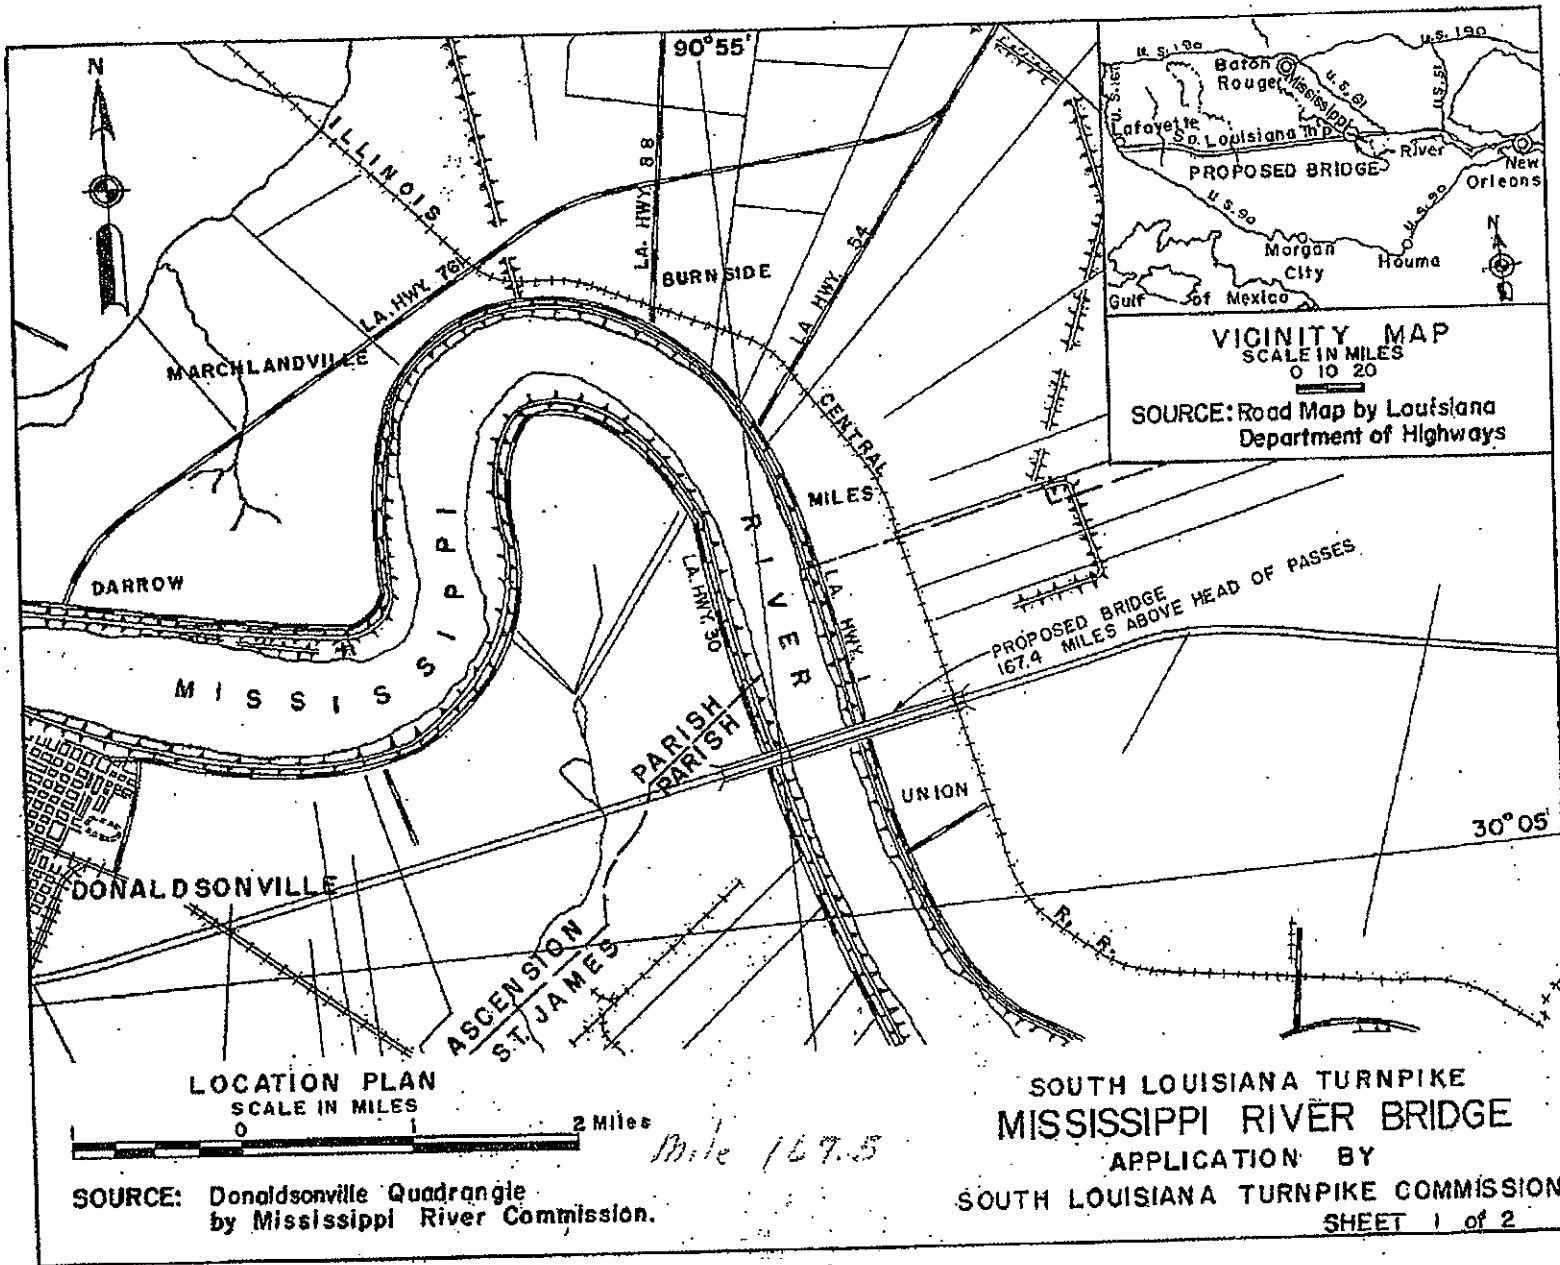 N
90°55'
ILLINOIS
LA. HWY. 88
BURNSIDE
LA. HWY. 761
LA HWY. 54
MARCHLANDVILLE
CENTRAL
MILES
DARROW
MISSISSIPPI
RIVER
LA. HWY. 30
LA. HWY. 1
PROPOSED BRIDGE
167.4 MILES ABOVE HEAD OF PASSES
PARISH
PARISH
UNION
30°05'
DONALDSONVILLE
R. R.
ASCENSION
ST. JAMES
U.S. 190
U.S. 190
Baton
Rouge
Mississippi
U.S. 61
U.S. 51
U.S. 167
Lafayette
So. Louisiana Tnp.
River
PROPOSED BRIDGE
New
Orleans
U.S. 90
U.S. 90
N
Morgan
City
Houma
Gulf of Mexico
VICINITY MAP
SCALE IN MILES
0 10 20
SOURCE: Road Map by Louisiana
Department of Highways
LOCATION PLAN
SCALE IN MILES
1 0 1 2 Miles
Mile 167.5
SOURCE: Donaldsonville Quadrangle
by Mississippi River Commission.
SOUTH LOUISIANA TURNPIKE
MISSISSIPPI RIVER BRIDGE
APPLICATION BY
SOUTH LOUISIANA TURNPIKE COMMISSION
SHEET 1 of 2